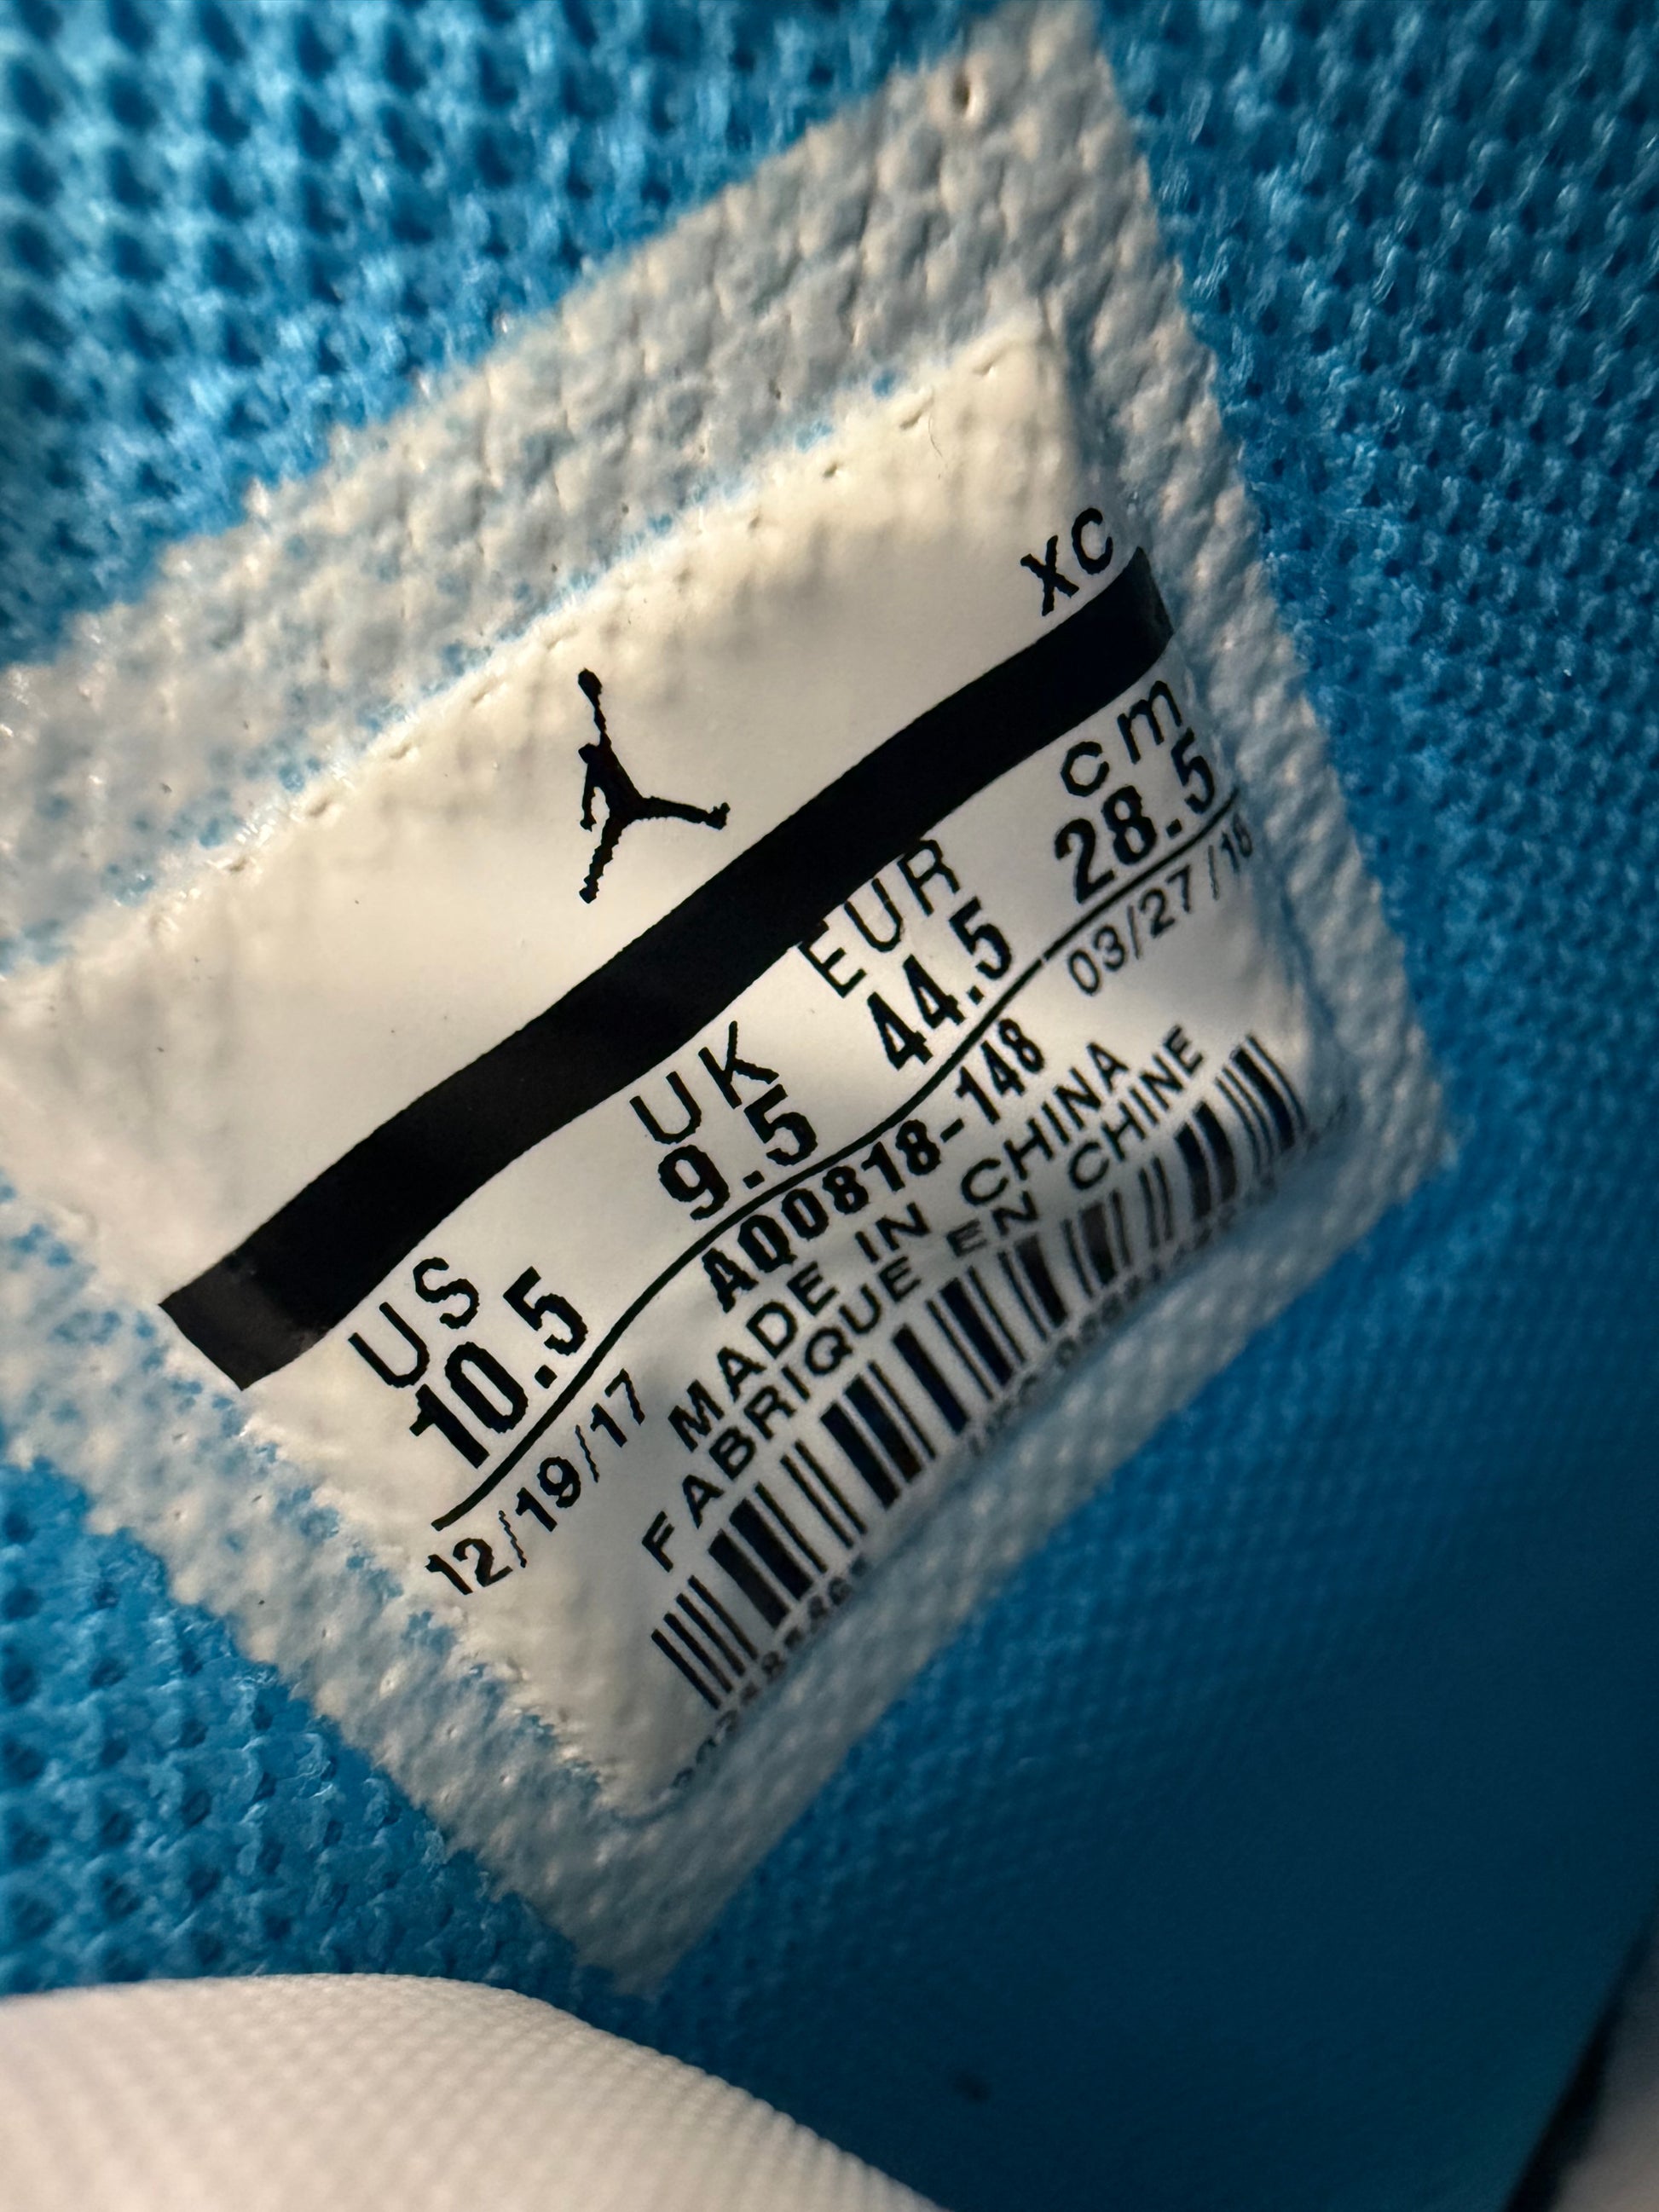 XC
US UK EUR cm
10.5 9.5 44.5 28.5
12/19/17 AQ0818-148 03/27/18
MADE IN CHINA
FABRIQUE EN CHINE